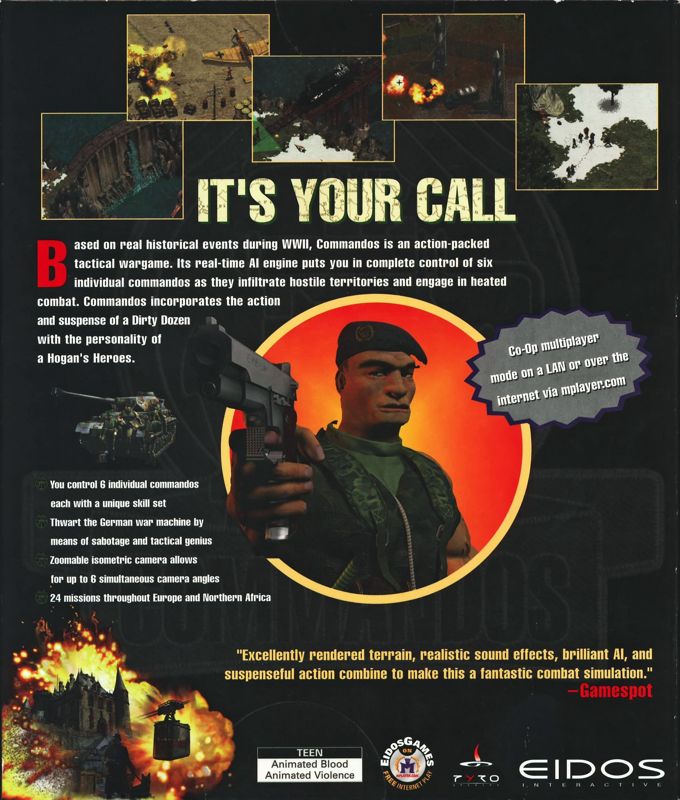 IT'S YOUR CALL
Based on real historical events during WWII, Commandos is an action-packed
tactical wargame. Its real-time AI engine puts you in complete control of six
individual commandos as they infiltrate hostile territories and engage in heated
combat. Commandos incorporates the action
and suspense of a Dirty Dozen
with the personality of
a Hogan's Heroes.
Co-Op multiplayer
mode on a LAN or over the
internet via mplayer.com
You control 6 individual commandos
each with a unique skill set
Thwart the German war machine by
means of sabotage and tactical genius
Zoomable isometric camera allows
for up to 6 simultaneous camera angles
24 missions throughout Europe and Northern Africa
COMMANDOS
"Excellently rendered terrain, realistic sound effects, brilliant AI, and
suspenseful action combine to make this a fantastic combat simulation."
–Gamespot
TEEN
Animated Blood
Animated Violence
EIDOSGAMES
ON
M
FREE INTERNET PLAY
PYRO
EIDOS
INTERACTIVE